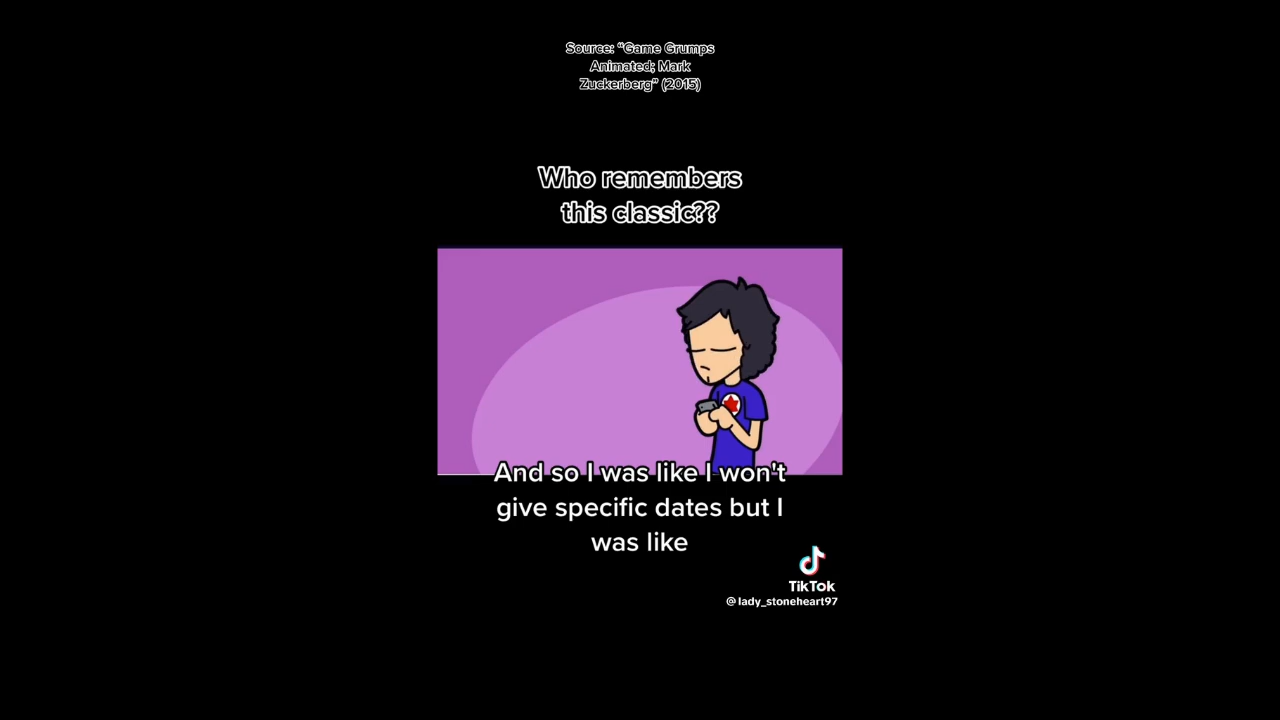 Source: “Game Grumps
Animated; Mark
Zuckerberg” (2015)
Who remembers
this classic??
And so I was like I won't
give specific dates but I
was like
TikTok
@lady_stoneheart97